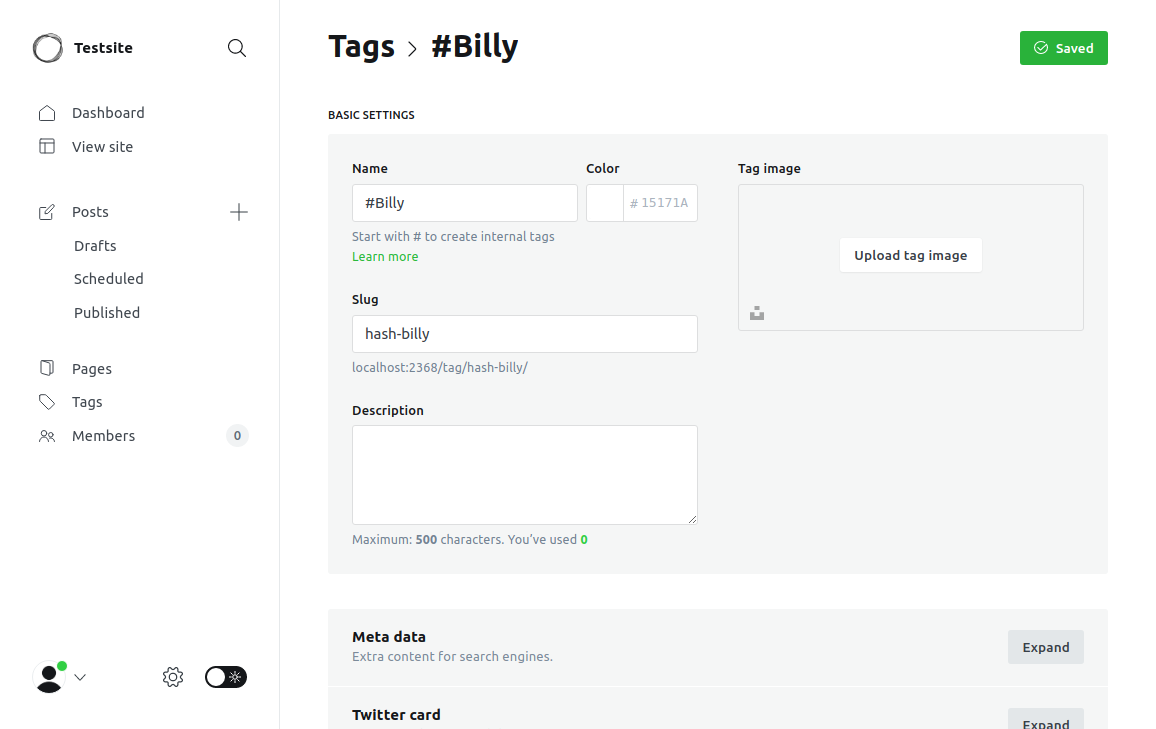 Testsite
Dashboard
View site
Posts
Drafts
Scheduled
Published
Pages
Tags
Members 0
Tags > #Billy
Saved
BASIC SETTINGS
Name
#Billy
Start with # to create internal tags
Learn more
Color
# 15171A
Slug
hash-billy
localhost:2368/tag/hash-billy/
Description
Maximum: 500 characters. You’ve used 0
Tag image
Upload tag image
Meta data
Extra content for search engines.
Expand
Twitter card
Expand